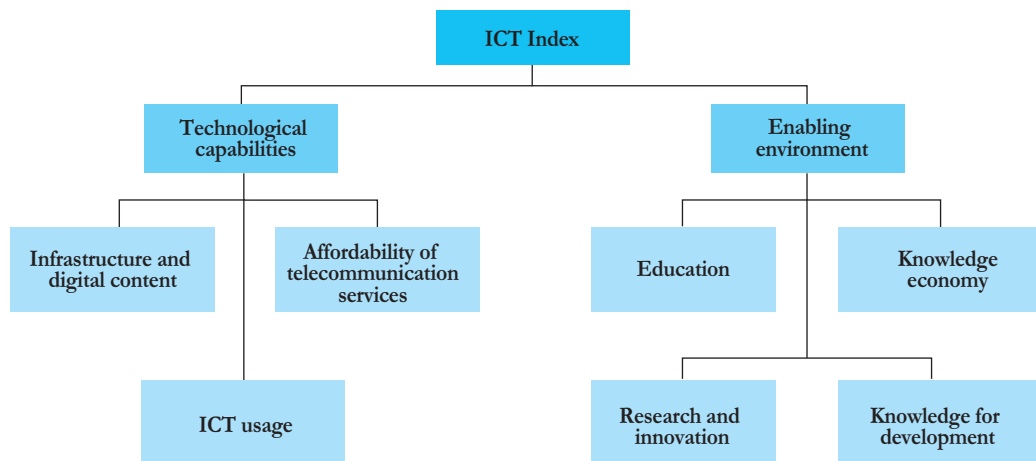 ICT Index
Technological
capabilities
Enabling
environment
Infrastructure and
digital content
Affordability of
telecommunication
services
Education
Knowledge
economy
ICT usage
Research and
innovation
Knowledge for
development